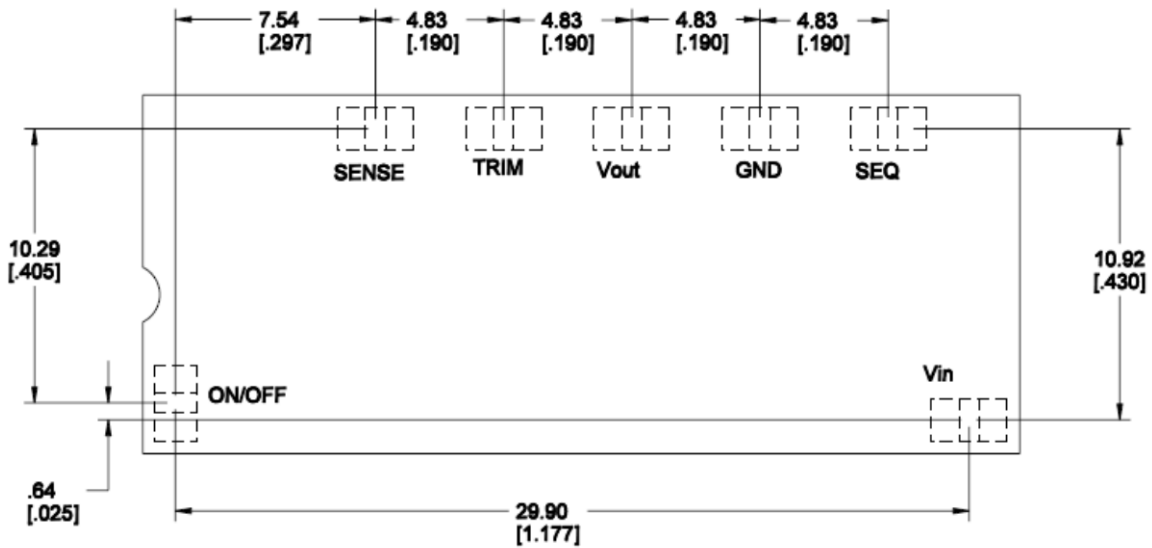 7.54
[.297]
4.83
[.190]
4.83
[.190]
4.83
[.190]
4.83
[.190]
SENSE
TRIM
Vout
GND
SEQ
10.29
[.405]
10.92
[.430]
ON/OFF
Vin
.64
[.025]
29.90
[1.177]